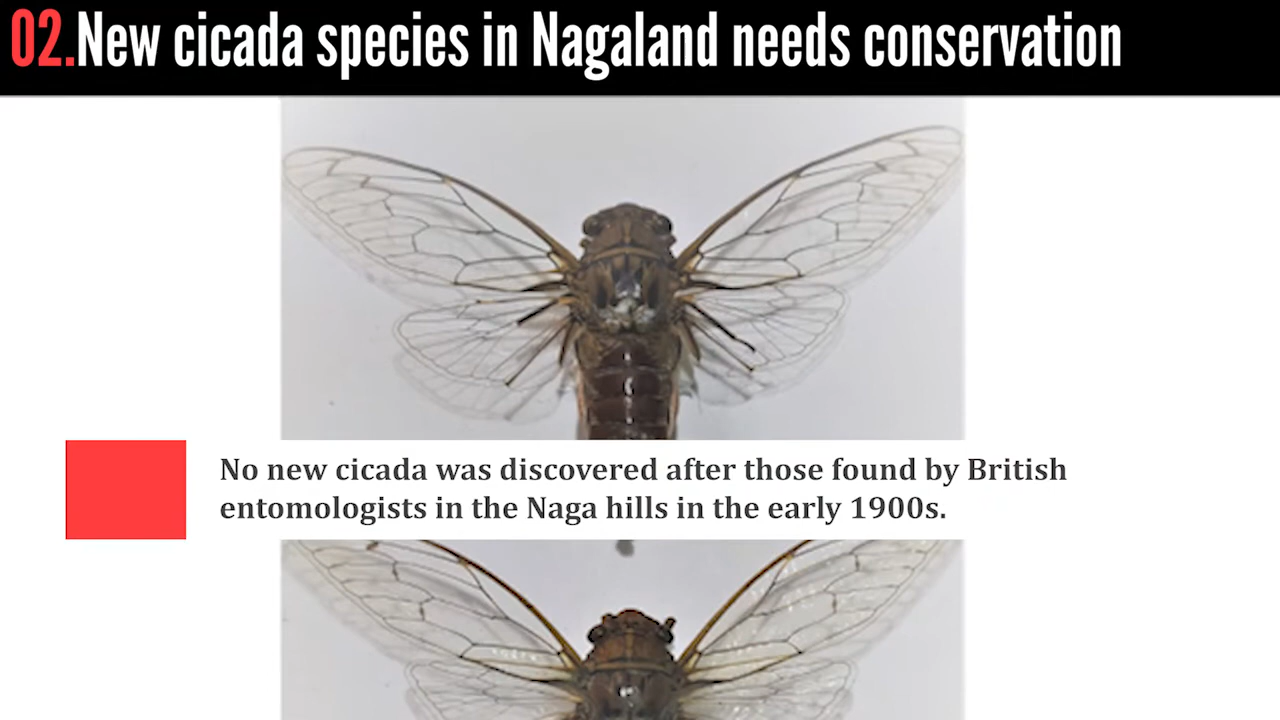 02.New cicada species in Nagaland needs conservation
No new cicada was discovered after those found by British
entomologists in the Naga hills in the early 1900s.